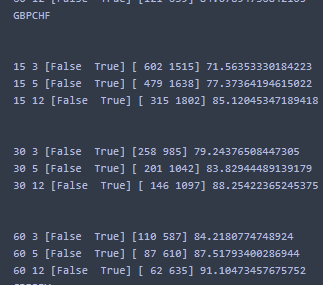 GBPCHF
15 3 [False  True] [ 602 1515] 71.56353330184223
15 5 [False  True] [ 479 1638] 77.37364194615022
15 12 [False  True] [ 315 1802] 85.12045347189418
30 3 [False  True] [258 985] 79.24376508447305
30 5 [False  True] [ 201 1042] 83.82944489139179
30 12 [False  True] [ 146 1097] 88.25422365245375
60 3 [False  True] [110 587] 84.2180774748924
60 5 [False  True] [ 87 610] 87.51793400286944
60 12 [False  True] [ 62 635] 91.10473457675752